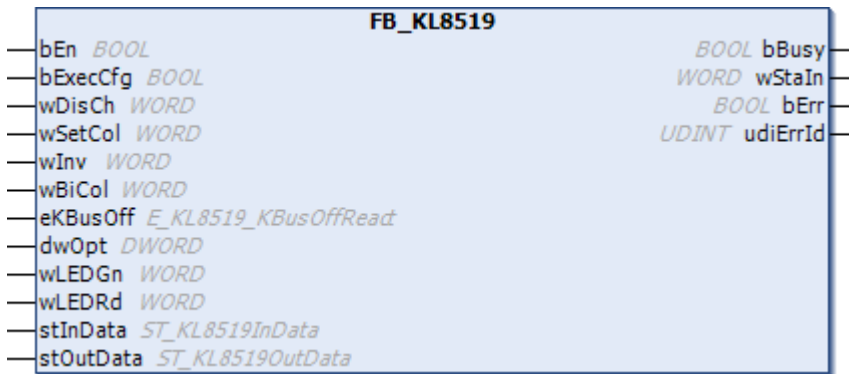 FB_KL8519
bEn BOOL BOOL bBusy
bExecCfg BOOL WORD wStaIn
wDisCh WORD BOOL bErr
wSetCol WORD UDINT udiErrId
wInv WORD
wBiCol WORD
eKBusOff E_KL8519_KBusOffReact
dwOpt DWORD
wLEDGn WORD
wLEDRd WORD
stInData ST_KL8519InData
stOutData ST_KL8519OutData